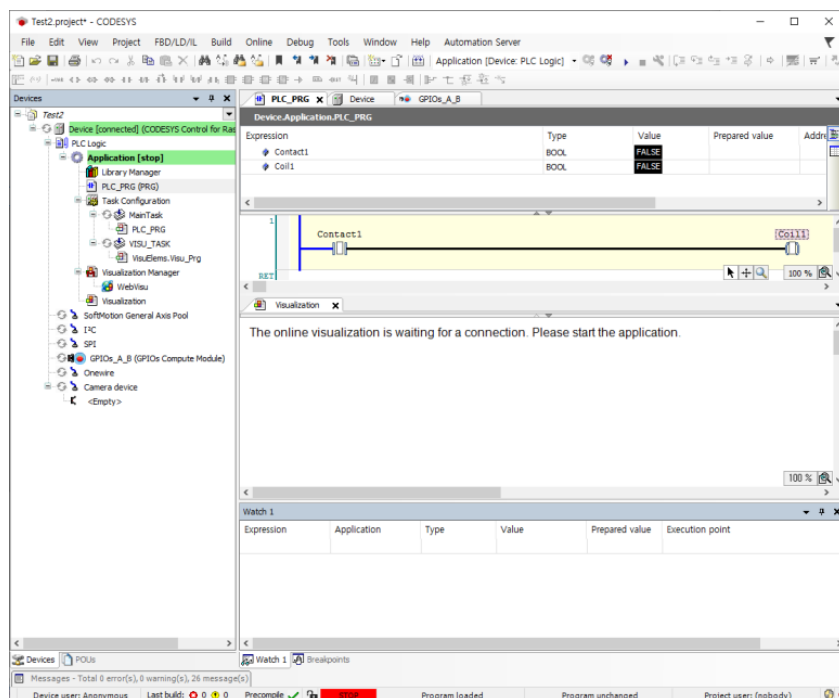 Test2.project* - CODESYS
File Edit View Project FBD/LD/IL Build Online Debug Tools Window Help Automation Server
Application [Device: PLC Logic]
Devices
Test2
Device [connected] (CODESYS Control for Ras
PLC Logic
Application [stop]
Library Manager
PLC_PRG (PRG)
Task Configuration
MainTask
PLC_PRG
VISU_TASK
VisuElems.Visu_Prg
Visualization Manager
WebVisu
Visualization
SoftMotion General Axis Pool
I²C
SPI
GPIOs_A_B (GPIOs Compute Module)
Onewire
Camera device
<Empty>
Devices POUs
PLC_PRG Device GPIOs_A_B
Device.Application.PLC_PRG
Expression Type Value Prepared value Addre
Contact1 BOOL FALSE
Coil1 BOOL FALSE
1
Contact1 Coil1
RET
100 %
Visualization
The online visualization is waiting for a connection. Please start the application.
100 %
Watch 1
Expression Application Type Value Prepared value Execution point
Watch 1 Breakpoints
Messages - Total 0 error(s), 0 warning(s), 26 message(s)
Device user: Anonymous Last build: 0 0 Precompile STOP Program loaded Program unchanged Project user: (nobody)